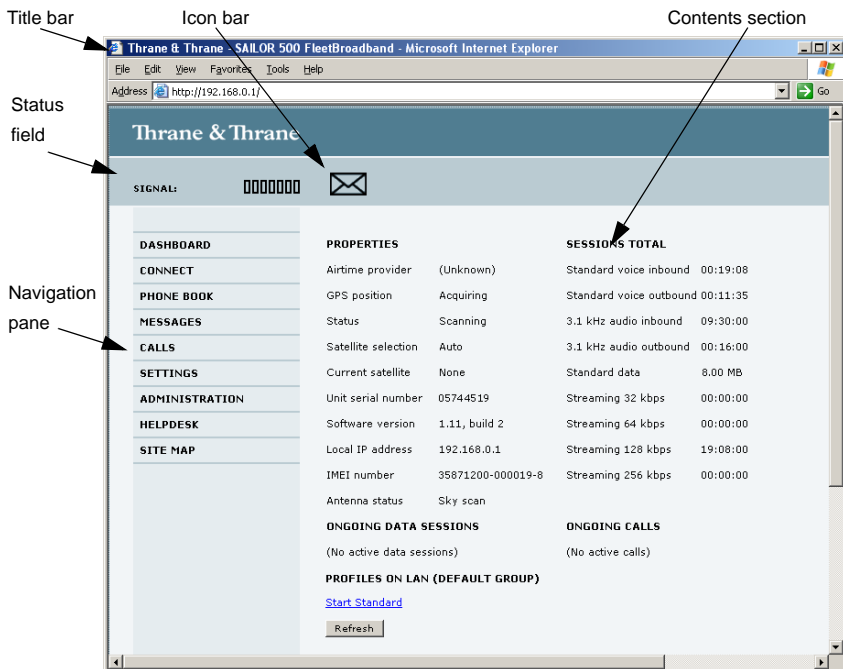 Title bar
Icon bar
Contents section
Thrane & Thrane - SAILOR 500 FleetBroadband - Microsoft Internet Explorer
File Edit View Favorites Tools Help
Address http://192.168.0.1/ Go
Status
field
Thrane & Thrane
SIGNAL:
Navigation
pane
DASHBOARD
CONNECT
PHONE BOOK
MESSAGES
CALLS
SETTINGS
ADMINISTRATION
HELPDESK
SITE MAP
PROPERTIES
Airtime provider (Unknown)
GPS position Acquiring
Status Scanning
Satellite selection Auto
Current satellite None
Unit serial number 05744519
Software version 1.11, build 2
Local IP address 192.168.0.1
IMEI number 35871200-000019-8
Antenna status Sky scan
SESSIONS TOTAL
Standard voice inbound 00:19:08
Standard voice outbound 00:11:35
3.1 kHz audio inbound 09:30:00
3.1 kHz audio outbound 00:16:00
Standard data 8.00 MB
Streaming 32 kbps 00:00:00
Streaming 64 kbps 00:00:00
Streaming 128 kbps 19:08:00
Streaming 256 kbps 00:00:00
ONGOING DATA SESSIONS
(No active data sessions)
ONGOING CALLS
(No active calls)
PROFILES ON LAN (DEFAULT GROUP)
Start Standard
Refresh